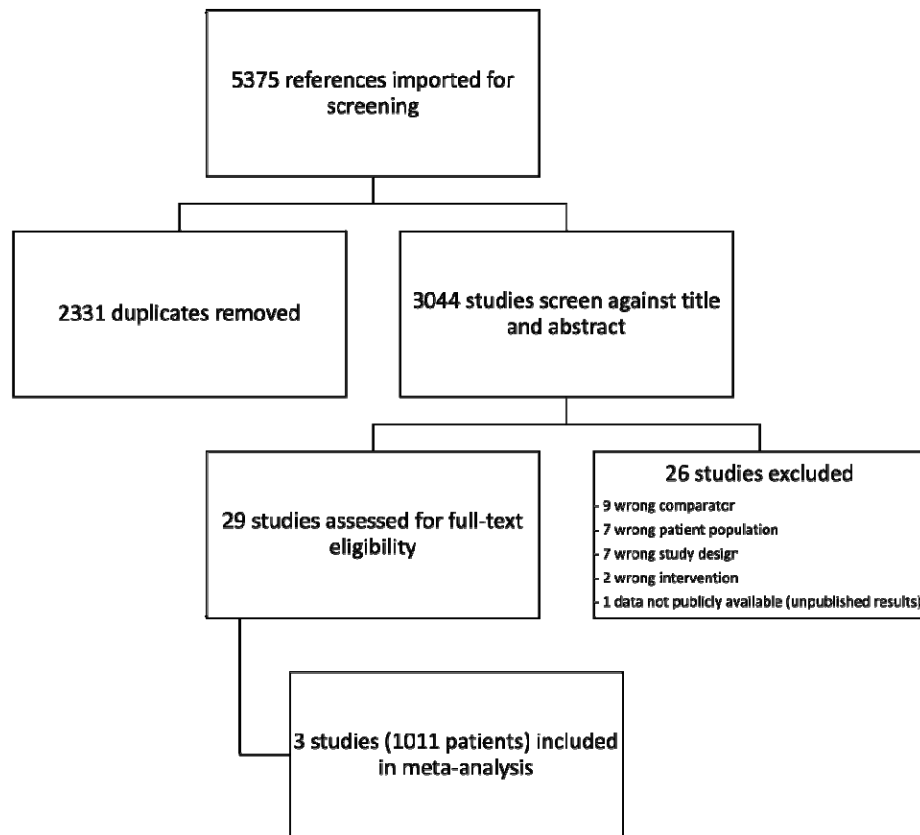 5375 references imported for
screening
2331 duplicates removed
3044 studies screen against title
and abstract
29 studies assessed for full-text
eligibility
26 studies excluded
- 9 wrong comparator
- 7 wrong patient population
- 7 wrong study design
- 2 wrong intervention
- 1 data not publicly available (unpublished results)
3 studies (1011 patients) included
in meta-analysis